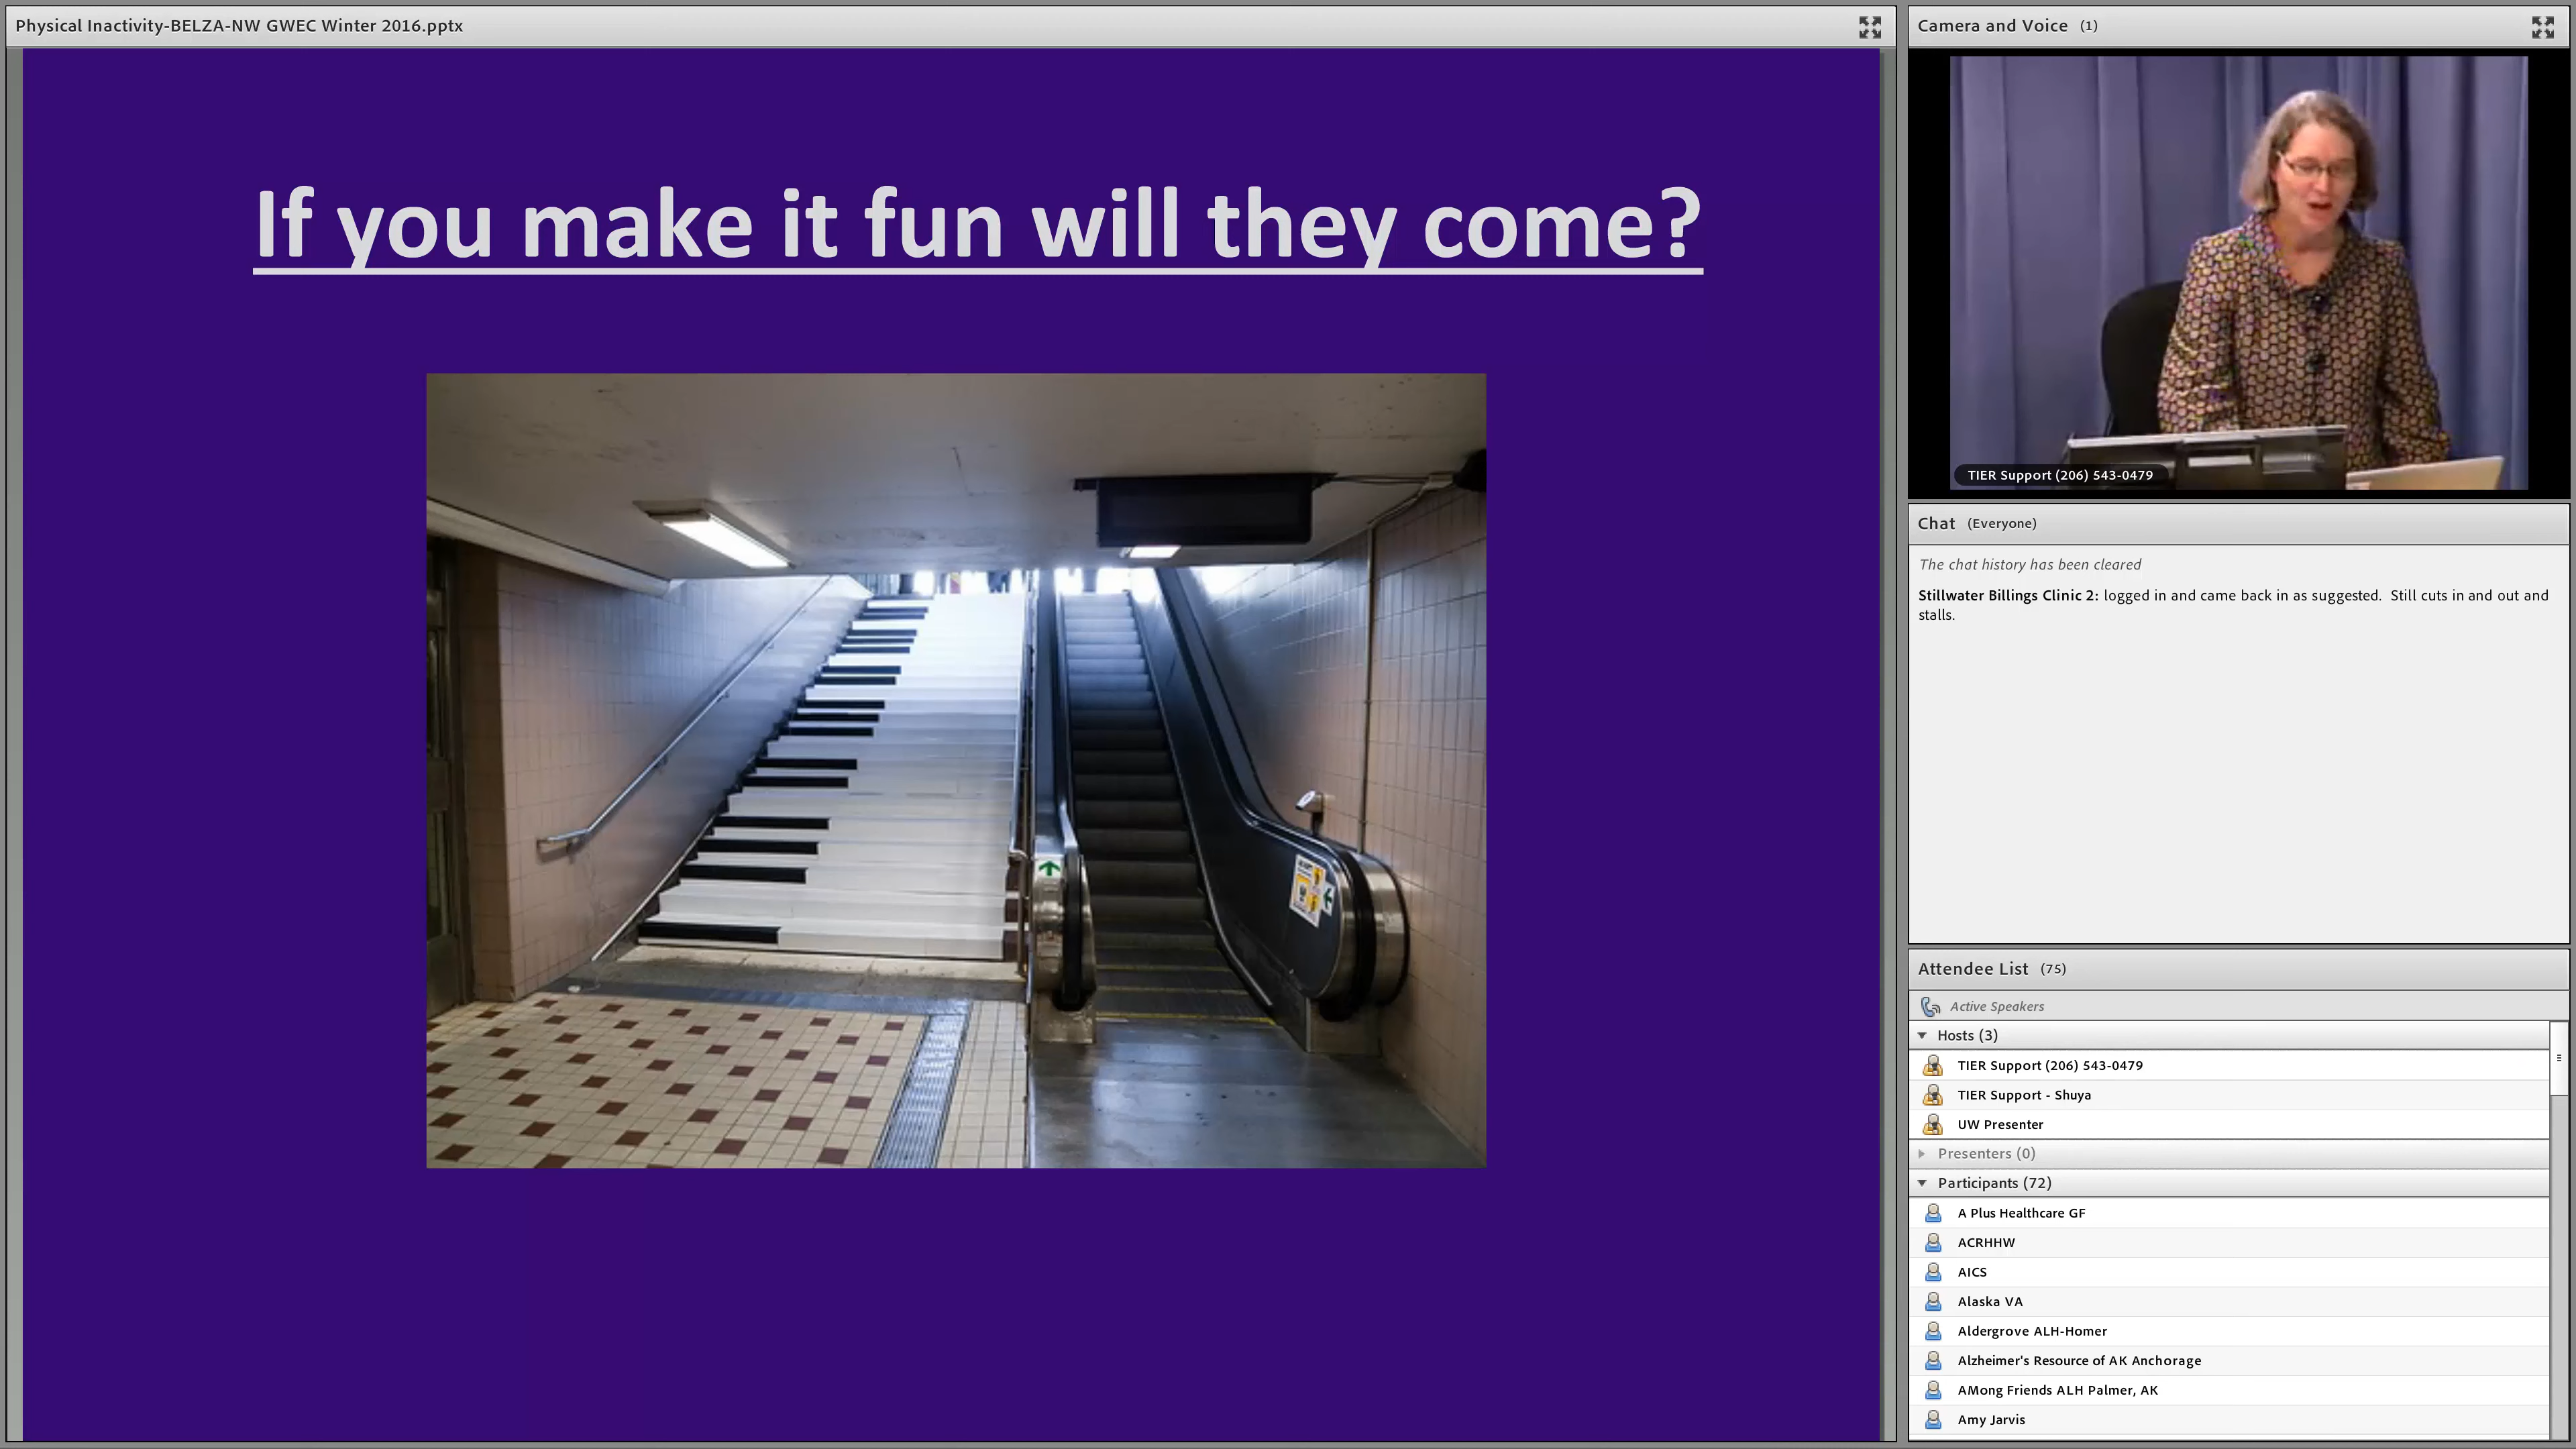 Physical Inactivity-BELZA-NW GWEC Winter 2016.pptx
If you make it fun will they come?
Camera and Voice (1)
TIER Support (206) 543-0479
Chat (Everyone)
The chat history has been cleared
Stillwater Billings Clinic 2: logged in and came back in as suggested. Still cuts in and out and
stalls.
Attendee List (75)
Active Speakers
Hosts (3)
TIER Support (206) 543-0479
TIER Support - Shuya
UW Presenter
Presenters (0)
Participants (72)
A Plus Healthcare GF
ACRHHW
AICS
Alaska VA
Aldergrove ALH-Homer
Alzheimer's Resource of AK Anchorage
AMong Friends ALH Palmer, AK
Amy Jarvis